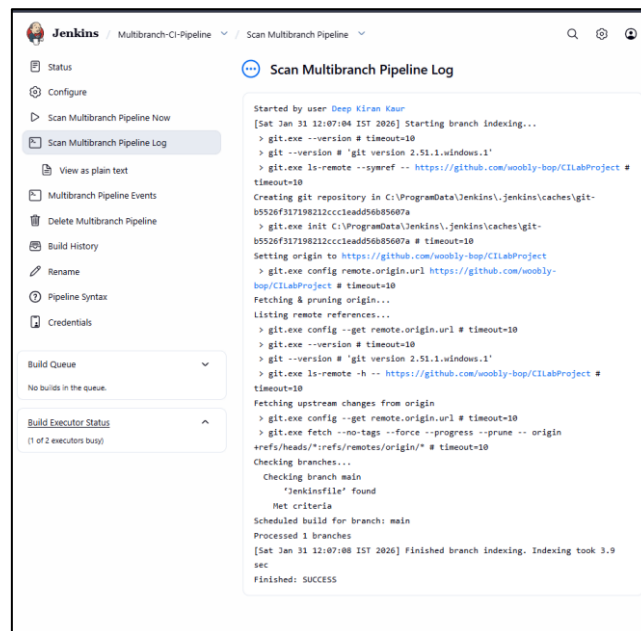 Jenkins / Multibranch-CI-Pipeline / Scan Multibranch Pipeline
Status
Configure
Scan Multibranch Pipeline Now
Scan Multibranch Pipeline Log
View as plain text
Multibranch Pipeline Events
Delete Multibranch Pipeline
Build History
Rename
Pipeline Syntax
Credentials
Build Queue
No builds in the queue.
Build Executor Status
(1 of 2 executors busy)
Scan Multibranch Pipeline Log
Started by user Deep Kiran Kaur
[Sat Jan 31 12:07:04 IST 2026] Starting branch indexing...
> git.exe --version # timeout=10
> git --version # 'git version 2.51.1.windows.1'
> git.exe ls-remote --symref -- https://github.com/woobly-bop/CILabProject #
timeout=10
Creating git repository in C:\ProgramData\Jenkins\.jenkins\caches\git-
b5526f317198212ccc1eadd56b85607a
> git.exe init C:\ProgramData\Jenkins\.jenkins\caches\git-
b5526f317198212ccc1eadd56b85607a # timeout=10
Setting origin to https://github.com/woobly-bop/CILabProject
> git.exe config remote.origin.url https://github.com/woobly-
bop/CILabProject # timeout=10
Fetching & pruning origin...
Listing remote references...
> git.exe config --get remote.origin.url # timeout=10
> git.exe --version # timeout=10
> git --version # 'git version 2.51.1.windows.1'
> git.exe ls-remote -h -- https://github.com/woobly-bop/CILabProject #
timeout=10
Fetching upstream changes from origin
> git.exe config --get remote.origin.url # timeout=10
> git.exe fetch --no-tags --force --progress --prune -- origin
+refs/heads/*:refs/remotes/origin/* # timeout=10
Checking branches...
Checking branch main
‘Jenkinsfile’ found
Met criteria
Scheduled build for branch: main
Processed 1 branches
[Sat Jan 31 12:07:08 IST 2026] Finished branch indexing. Indexing took 3.9
sec
Finished: SUCCESS